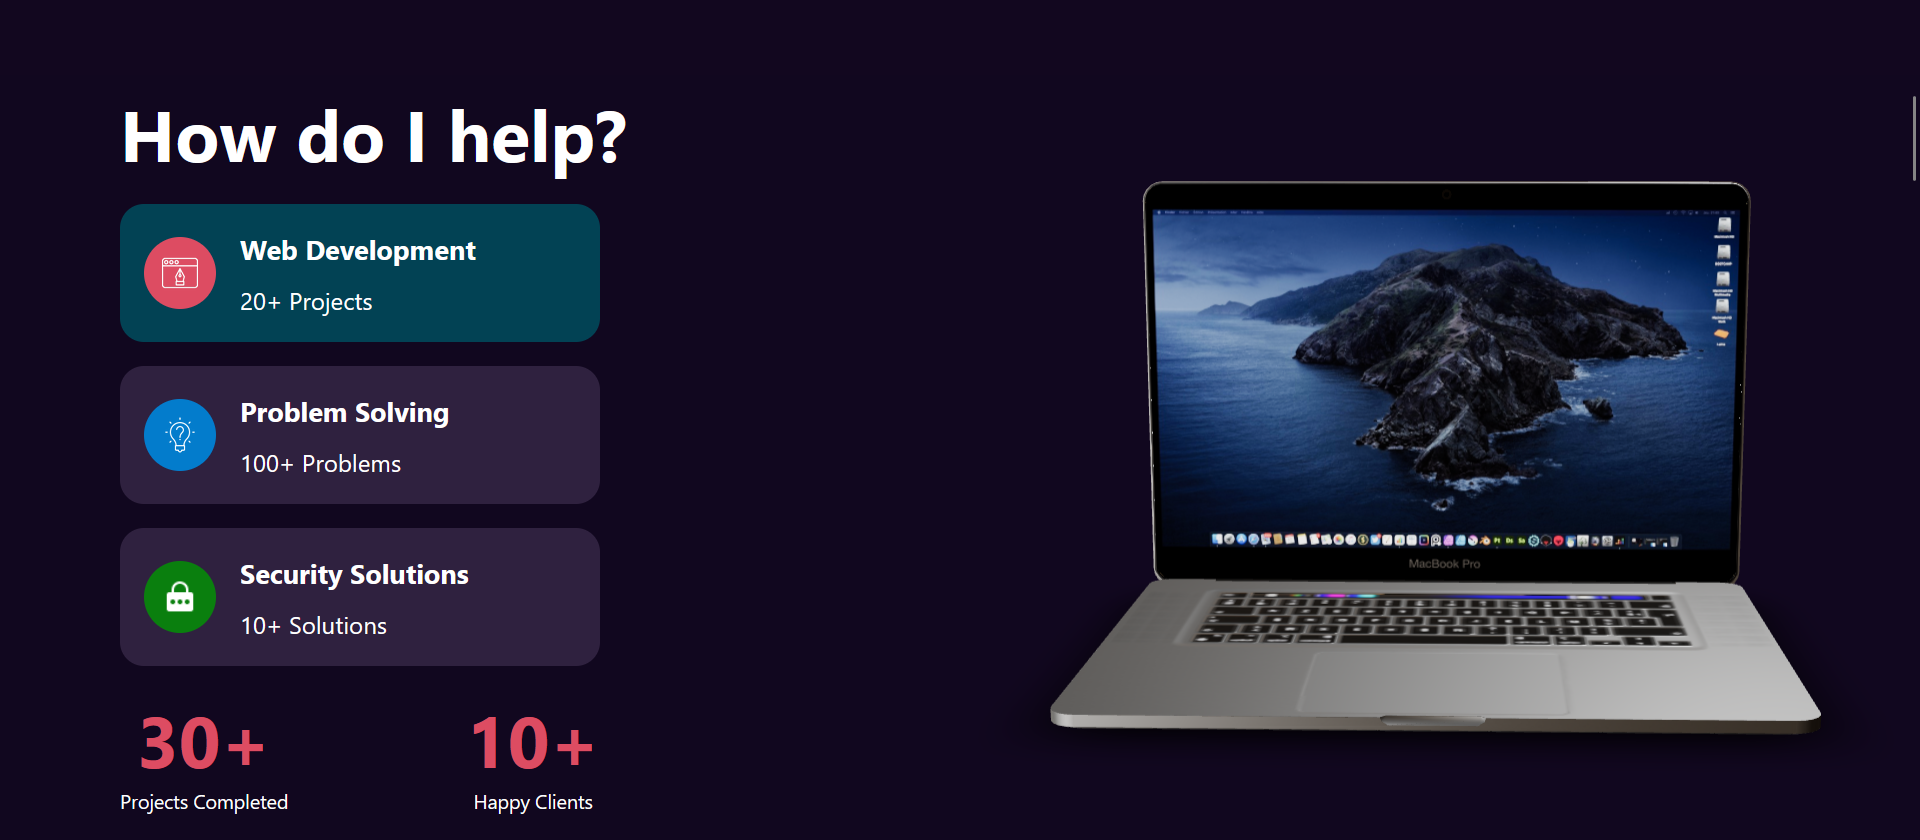 How do I help?
Web Development
20+ Projects
Problem Solving
100+ Problems
Security Solutions
10+ Solutions
30+
Projects Completed
10+
Happy Clients
MacBook Pro